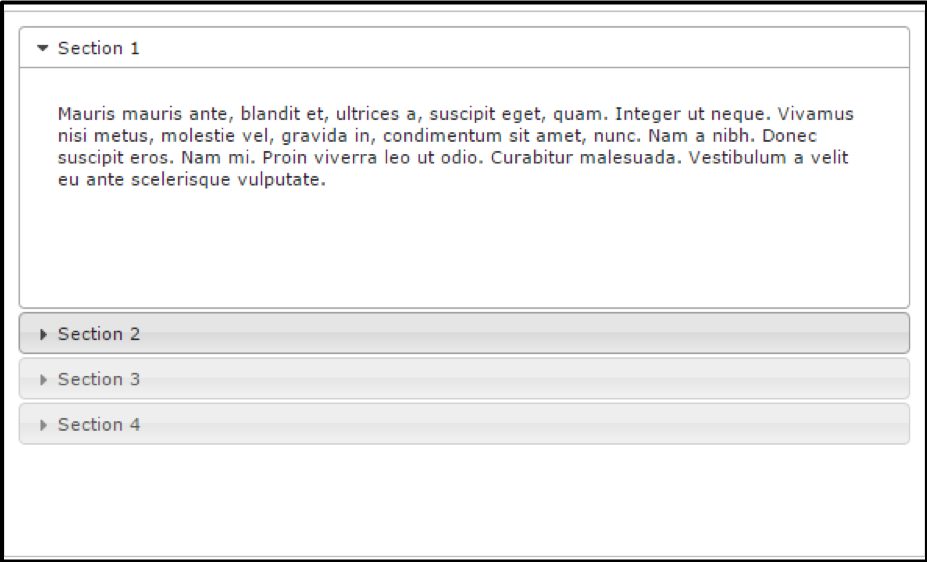 Section 1
Mauris mauris ante, blandit et, ultrices a, suscipit eget, quam. Integer ut neque. Vivamus
nisi metus, molestie vel, gravida in, condimentum sit amet, nunc. Nam a nibh. Donec
suscipit eros. Nam mi. Proin viverra leo ut odio. Curabitur malesuada. Vestibulum a velit
eu ante scelerisque vulputate.
Section 2
Section 3
Section 4